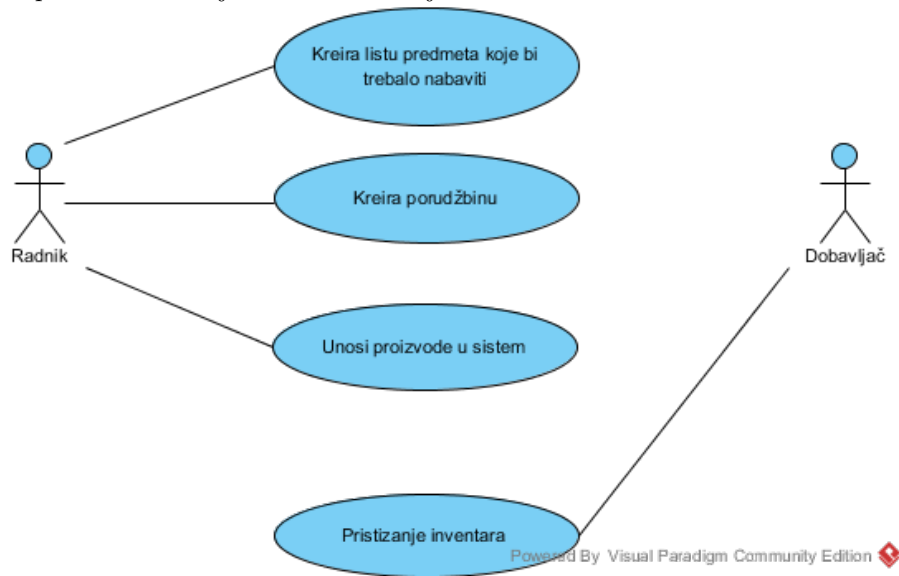 Kreira listu predmeta koje bi
trebalo nabaviti
Kreira porudžbinu
Radnik
Dobavljač
Unosi proizvode u sistem
Pristizanje inventara
Powered By Visual Paradigm Community Edition